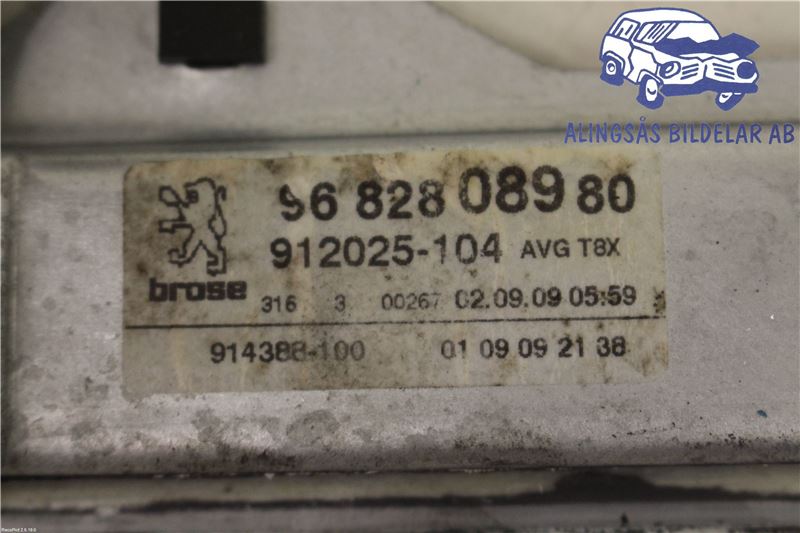 ALINGSÅS BILDELAR AB
96 828 089 80
912025-104 AVG T8X
brose
316 3 00267 02.09.09 05:59
914388-100 01 09 09 21 38